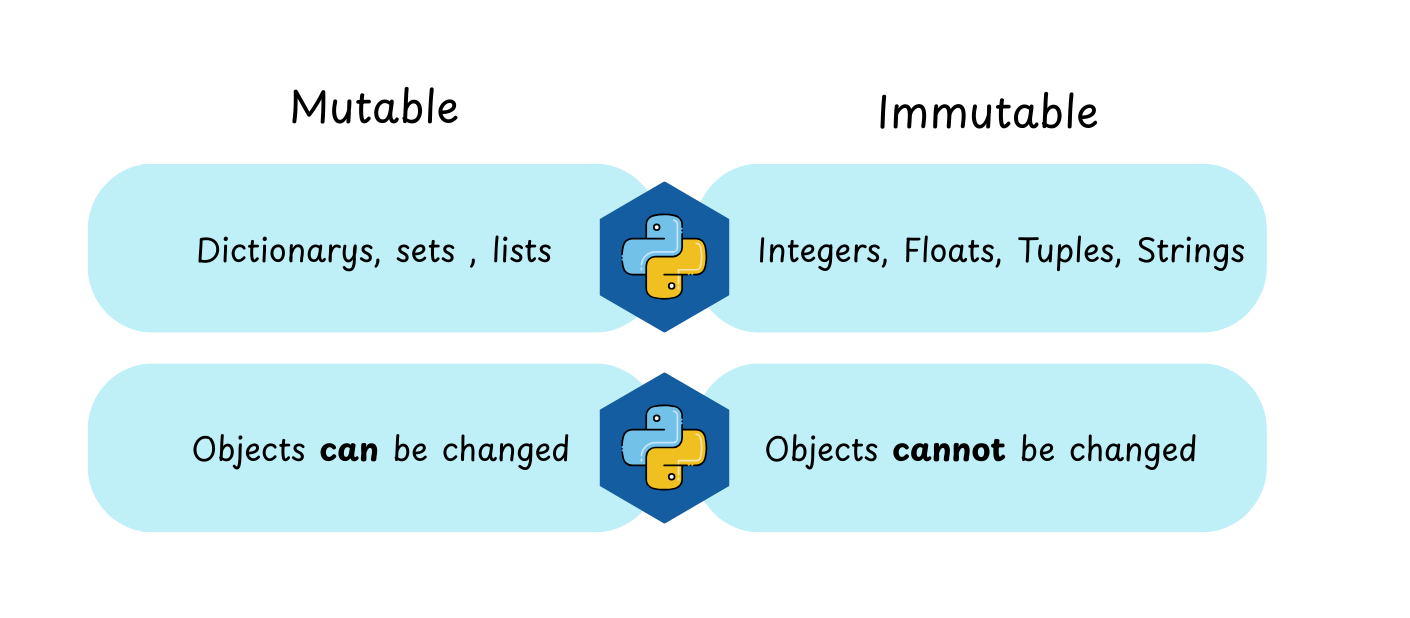 Mutable
Immutable
Dictionarys, sets , lists
Integers, Floats, Tuples, Strings
Objects can be changed
Objects cannot be changed